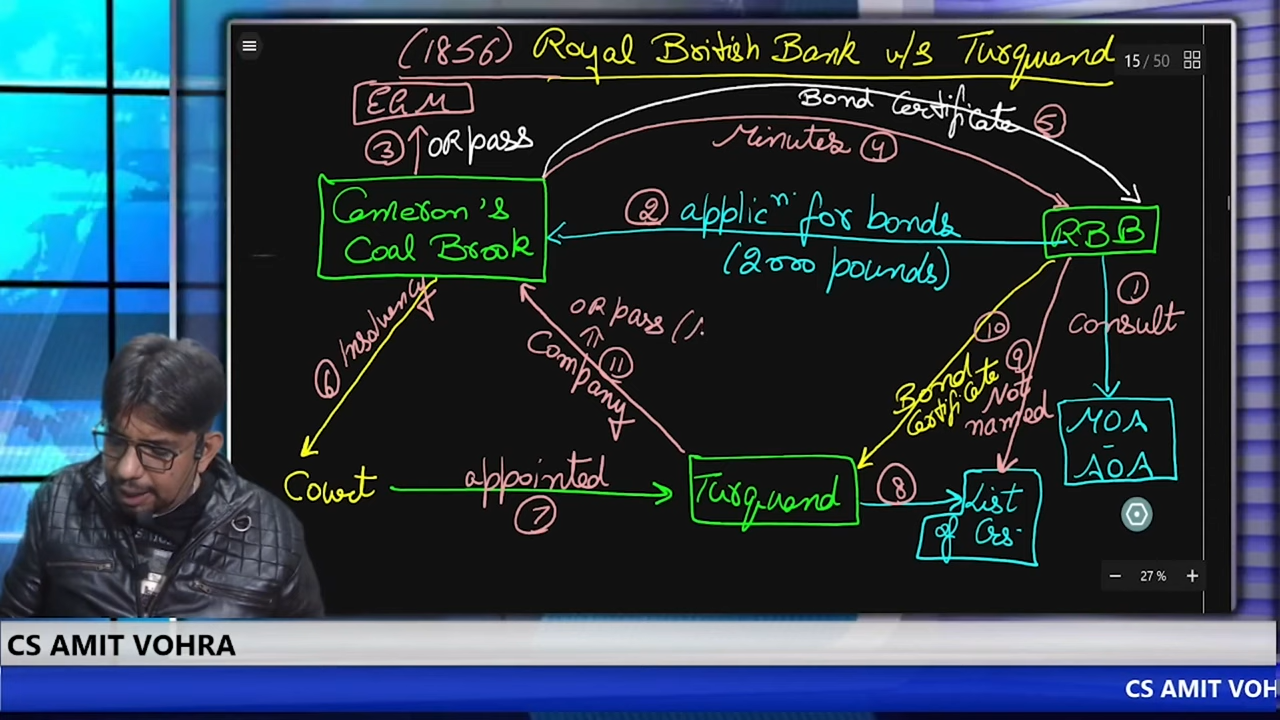 (1856) Royal British Bank v/s Turquand
15 / 50
EGM
③ OR pass
Bond Certificate ⑤
Minutes ④
Cameron's
Coal Brook
② applicⁿ for bonds
(2000 pounds)
RBB
① Consult
MOA
-
AOA
⑥ Insolvency
OR pass (
Company ⑪
⑩
Bond
Certificate
⑨
Not
named
Court
appointed
⑦
Turquand
⑧
List
of Crs.
− 27 % +
CS AMIT VOHRA
CS AMIT VOH